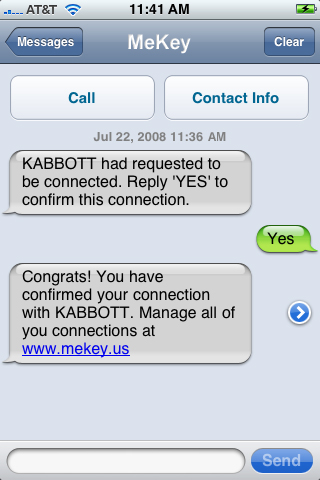 AT&T 11:41 AM
Messages MeKey Clear
Call Contact Info
Jul 22, 2008 11:36 AM
KABBOTT had requested to
be connected. Reply 'YES' to
confirm this connection.
Yes
Congrats! You have
confirmed your connection
with KABBOTT. Manage all of
you connections at
www.mekey.us
Send